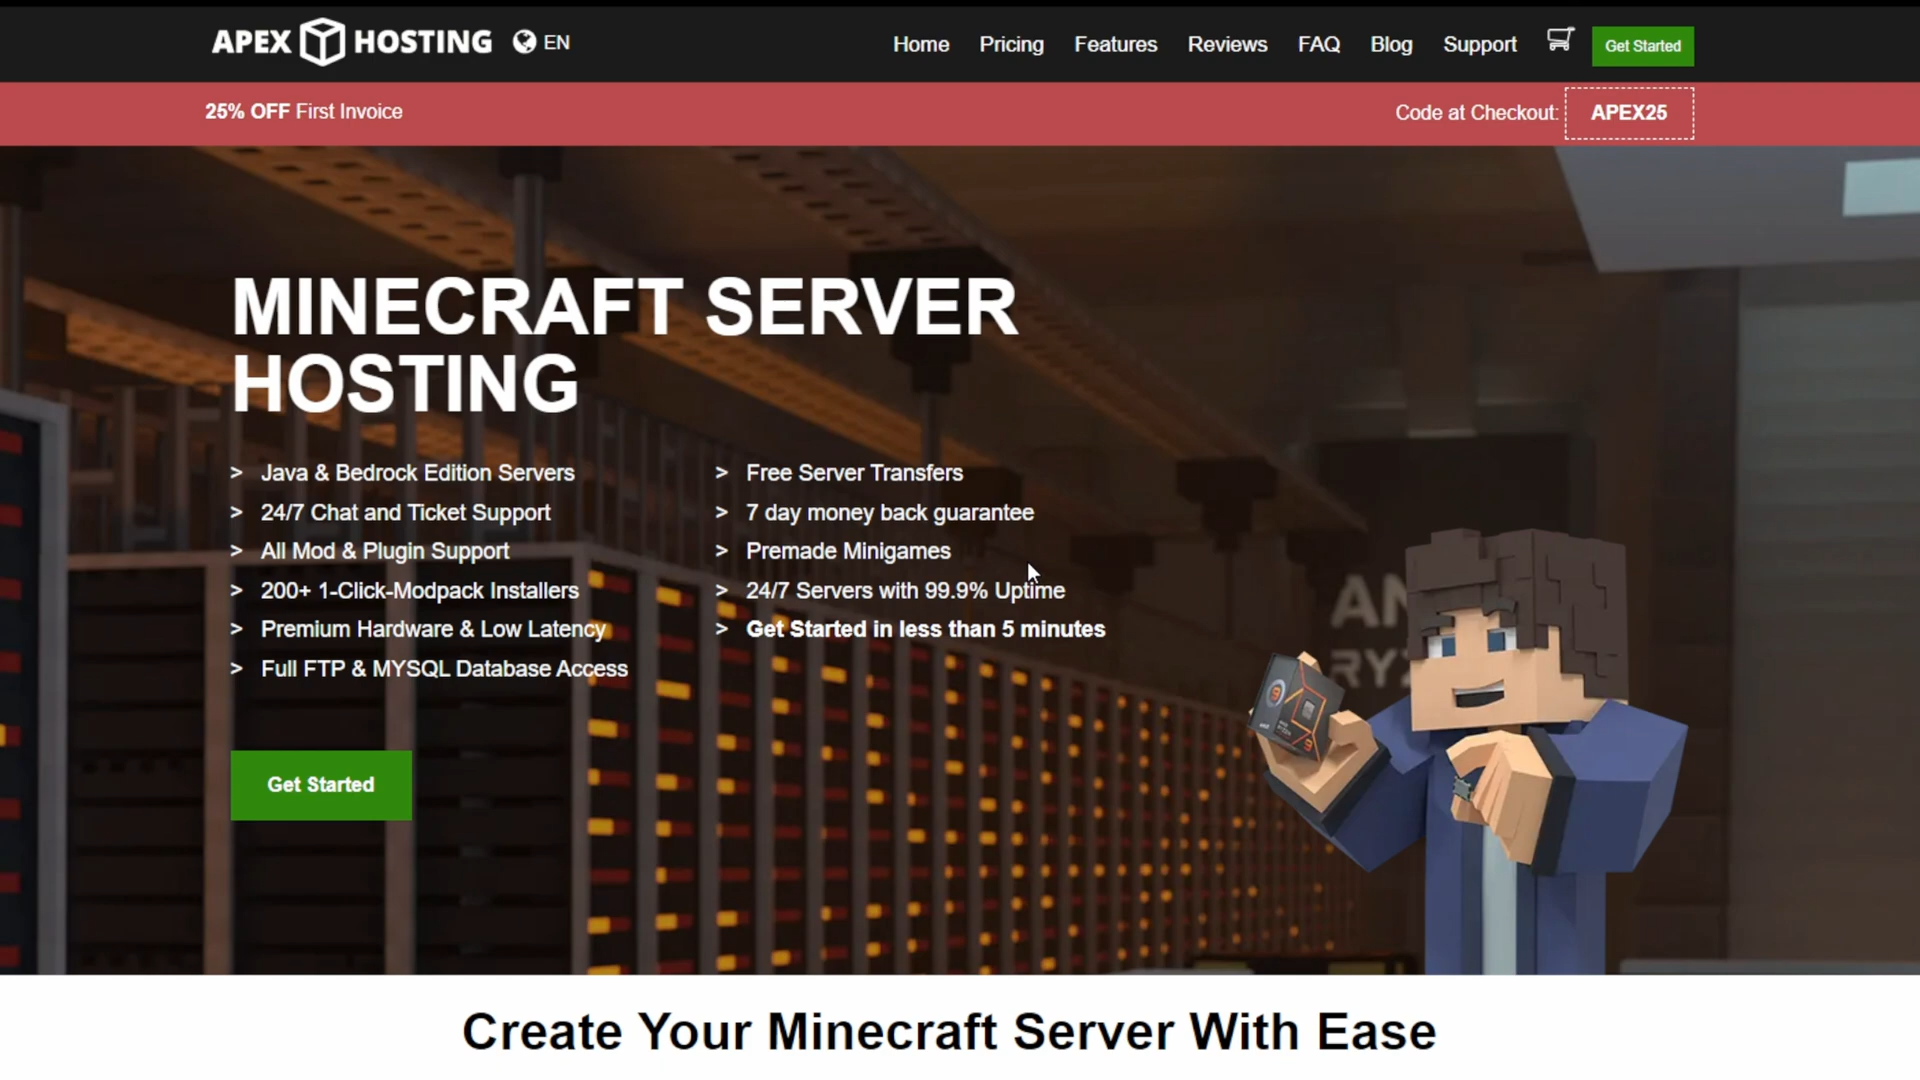 APEX HOSTING EN
Home Pricing Features Reviews FAQ Blog Support Get Started
25% OFF First Invoice
Code at Checkout: APEX25
MINECRAFT SERVER
HOSTING
> Java & Bedrock Edition Servers
> 24/7 Chat and Ticket Support
> All Mod & Plugin Support
> 200+ 1-Click-Modpack Installers
> Premium Hardware & Low Latency
> Full FTP & MYSQL Database Access
> Free Server Transfers
> 7 day money back guarantee
> Premade Minigames
> 24/7 Servers with 99.9% Uptime
> Get Started in less than 5 minutes
Get Started
Create Your Minecraft Server With Ease